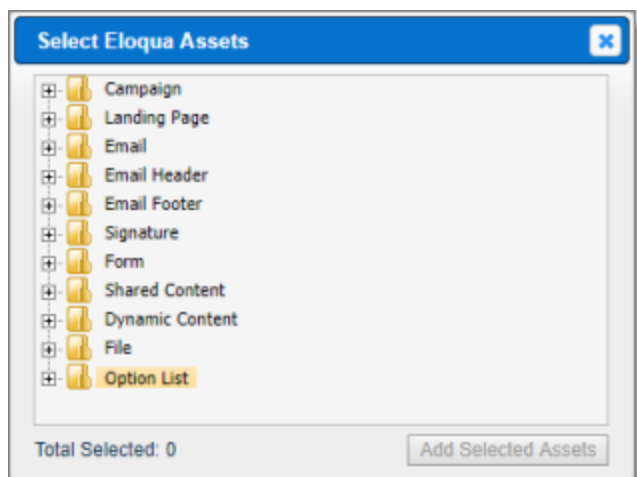 Select Eloqua Assets
Campaign
Landing Page
Email
Email Header
Email Footer
Signature
Form
Shared Content
Dynamic Content
File
Option List
Total Selected: 0
Add Selected Assets